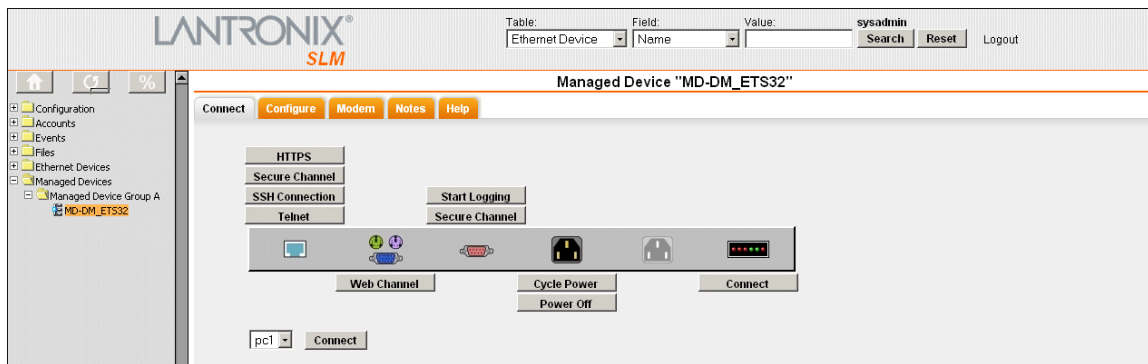 LANTRONIX®
SLM
Table: Field: Value: sysadmin
Ethernet Device Name Search Reset Logout
%
Managed Device "MD-DM_ETS32"
Connect Configure Modem Notes Help
Configuration
Accounts
Events
Files
Ethernet Devices
Managed Devices
Managed Device Group A
MD-DM_ETS32
HTTPS
Secure Channel
SSH Connection Start Logging
Telnet Secure Channel
Web Channel Cycle Power Connect
Power Off
pc1 Connect